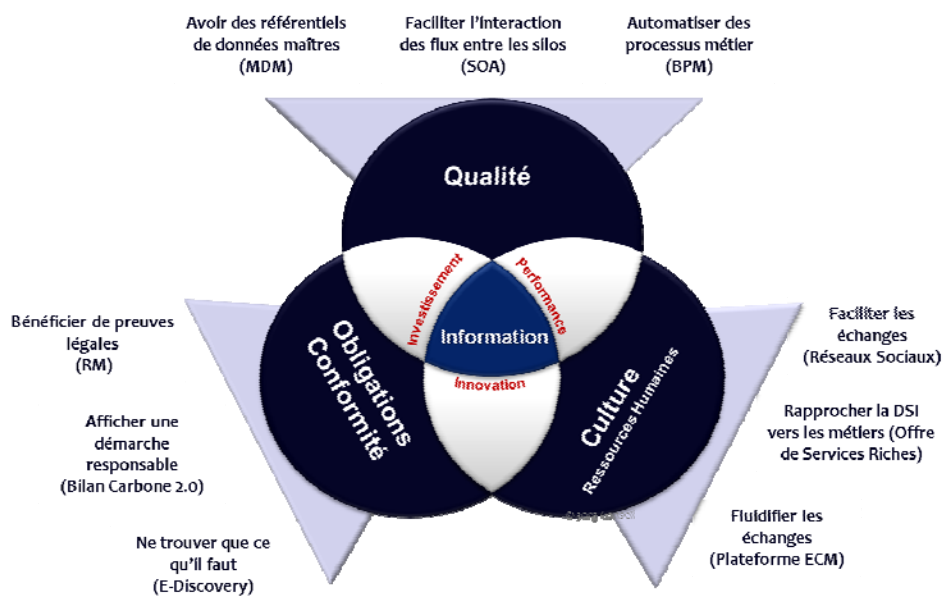 Avoir des référentiels
de données maîtres
(MDM)
Faciliter l'interaction
des flux entre les silos
(SOA)
Automatiser des
processus métier
(BPM)
Qualité
Investissement
Performance
Information
Innovation
Obligations
Conformité
Culture
Ressources Humaines
Bénéficier de preuves
légales
(RM)
Afficher une
démarche
responsable
(Bilan Carbone 2.0)
Ne trouver que ce
qu'il faut
(E-Discovery)
Faciliter les
échanges
(Réseaux Sociaux)
Rapprocher la DSI
vers les métiers (Offre
de Services Riches)
Fluidifier les
échanges
(Plateforme ECM)